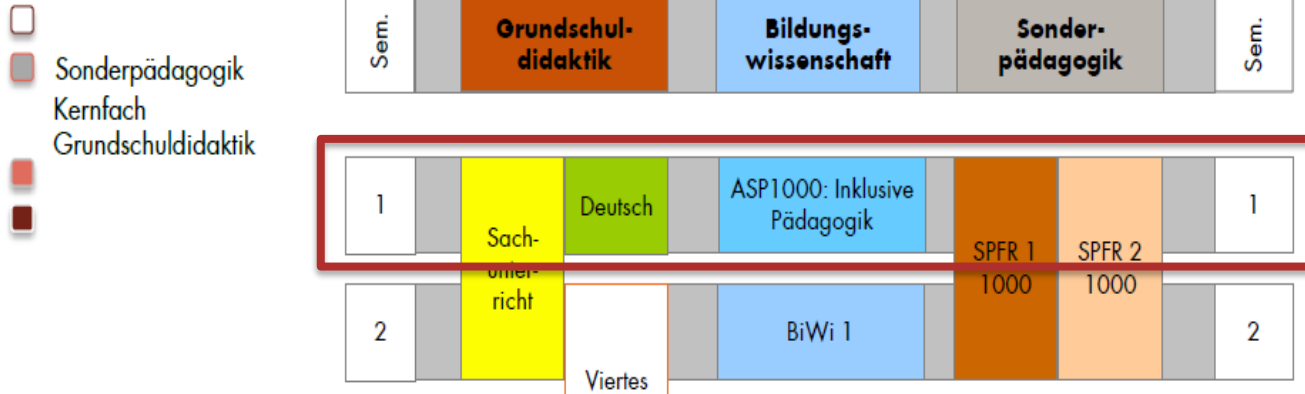 Sonderpädagogik
Kernfach
Grundschuldidaktik
Sem.
Grundschul-
didaktik
Bildungs-
wissenschaft
Sonder-
pädagogik
Sem.
1
Sach-
unter-
richt
Deutsch
ASP1000: Inklusive
Pädagogik
SPFR 1
1000
SPFR 2
1000
1
2
Viertes
BiWi 1
2